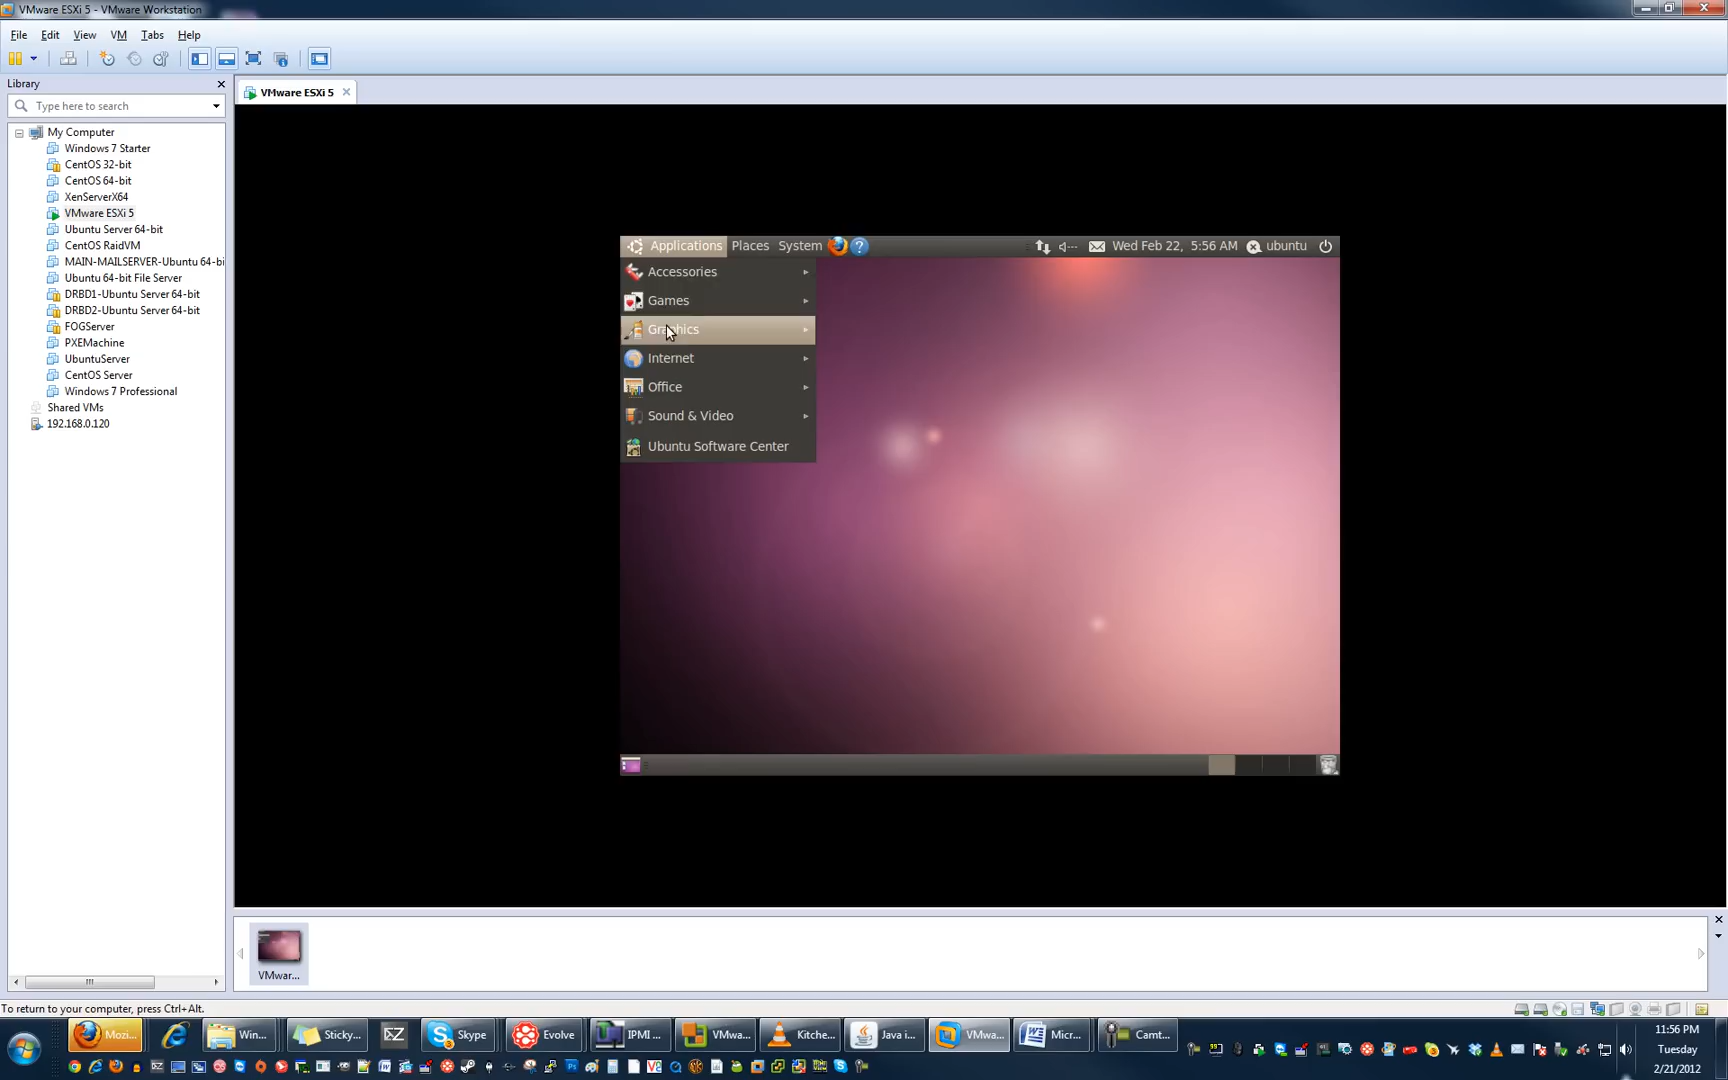 VMware ESXi 5 - VMware Workstation
File Edit View VM Tabs Help
Library
Type here to search
My Computer
Windows 7 Starter
CentOS 32-bit
CentOS 64-bit
XenServerX64
VMware ESXi 5
Ubuntu Server 64-bit
CentOS RaidVM
MAIN-MAILSERVER-Ubuntu 64-bi
Ubuntu 64-bit File Server
DRBD1-Ubuntu Server 64-bit
DRBD2-Ubuntu Server 64-bit
FOGServer
PXEMachine
UbuntuServer
CentOS Server
Windows 7 Professional
Shared VMs
192.168.0.120
VMware ESXi 5
Applications Places System Wed Feb 22, 5:56 AM ubuntu
Accessories
Games
Graphics
Internet
Office
Sound & Video
Ubuntu Software Center
VMwar...
To return to your computer, press Ctrl+Alt.
Mozi... Win... Sticky... Skype Evolve IPMI ... VMwa... Kitche... Java i... VMwa... Micr... Camt...
11:56 PM
Tuesday
2/21/2012